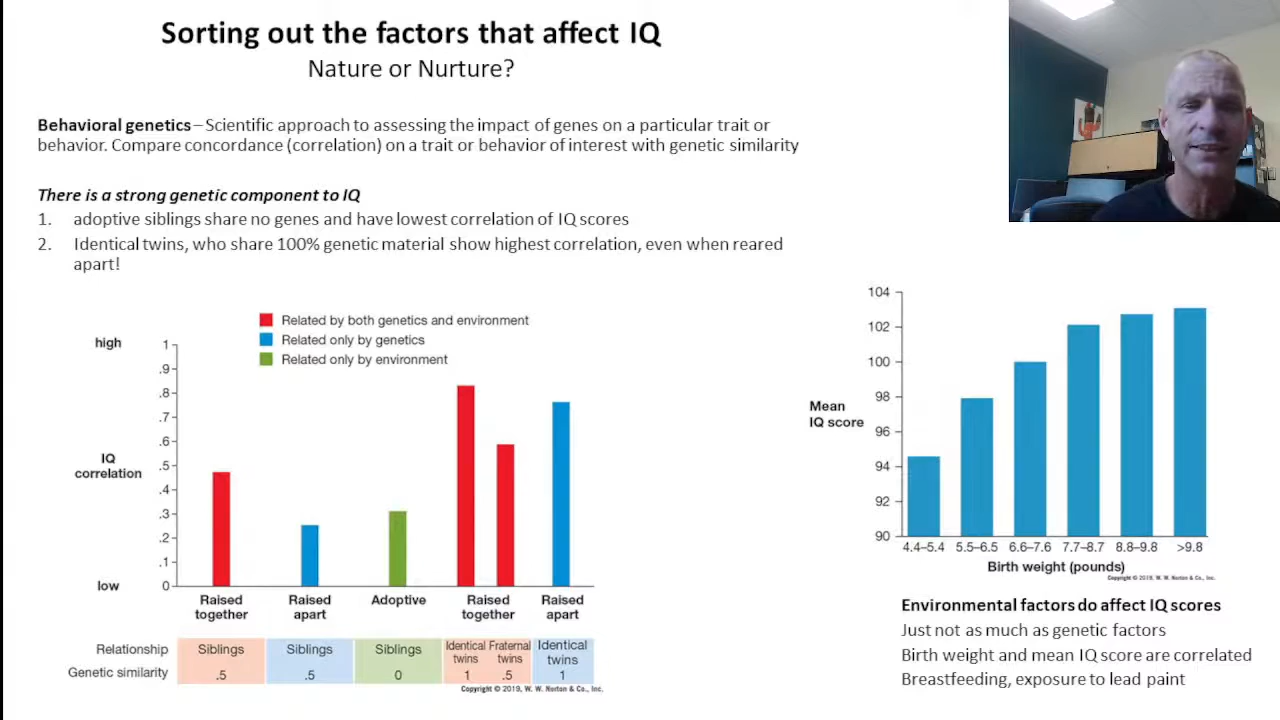 Sorting out the factors that affect IQ
Nature or Nurture?
Behavioral genetics – Scientific approach to assessing the impact of genes on a particular trait or
behavior. Compare concordance (correlation) on a trait or behavior of interest with genetic similarity
There is a strong genetic component to IQ
1. adoptive siblings share no genes and have lowest correlation of IQ scores
2. Identical twins, who share 100% genetic material show highest correlation, even when reared
apart!
Related by both genetics and environment
Related only by genetics
Related only by environment
high
IQ
correlation
low
1
.9
.8
.7
.6
.5
.4
.3
.2
.1
0
Raised together
Raised apart
Adoptive
Raised together
Raised apart
Relationship
Siblings
Siblings
Siblings
Identical twins
Fraternal twins
Identical twins
Genetic similarity
.5
.5
0
1
.5
1
Copyright © 2019, W. W. Norton & Co., Inc.
Mean
IQ score
104
102
100
98
96
94
92
90
4.4–5.4
5.5–6.5
6.6–7.6
7.7–8.7
8.8–9.8
>9.8
Birth weight (pounds)
Copyright © 2019, W. W. Norton & Co., Inc.
Environmental factors do affect IQ scores
Just not as much as genetic factors
Birth weight and mean IQ score are correlated
Breastfeeding, exposure to lead paint